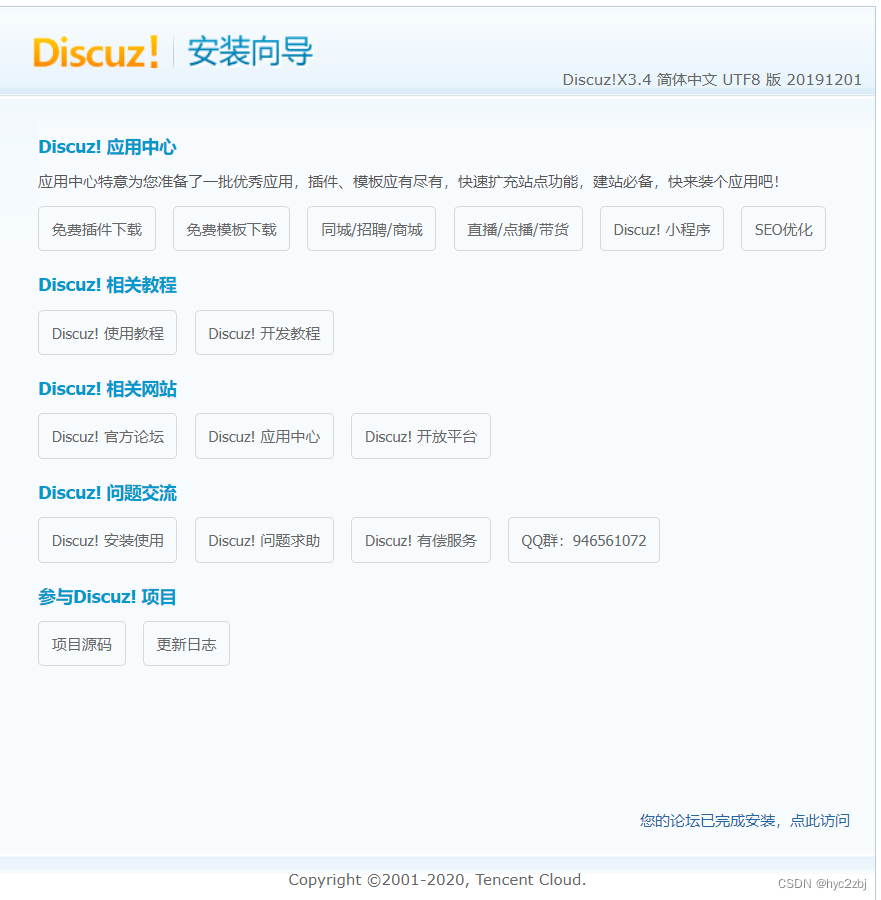 Discuz! 安装向导
Discuz!X3.4 简体中文 UTF8 版 20191201
Discuz! 应用中心
应用中心特意为您准备了一批优秀应用，插件、模板应有尽有，快速扩充站点功能，建站必备，快来装个应用吧！
免费插件下载 免费模板下载 同城/招聘/商城 直播/点播/带货 Discuz! 小程序 SEO优化
Discuz! 相关教程
Discuz! 使用教程 Discuz! 开发教程
Discuz! 相关网站
Discuz! 官方论坛 Discuz! 应用中心 Discuz! 开放平台
Discuz! 问题交流
Discuz! 安装使用 Discuz! 问题求助 Discuz! 有偿服务 QQ群：946561072
参与Discuz! 项目
项目源码 更新日志
您的论坛已完成安装，点此访问
Copyright ©2001-2020, Tencent Cloud.
CSDN @hyc2zbj